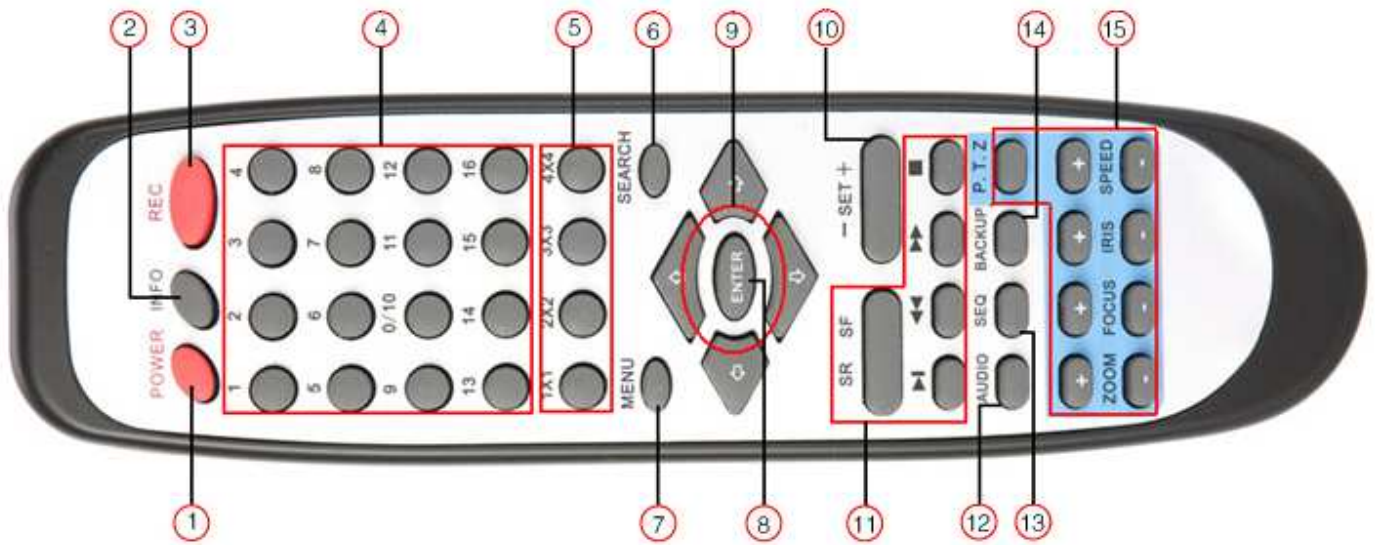 2 3 4 5 6 9 10 14 15
POWER INFO REC
1 2 3 4
5 6 7 8
9 0/10 11 12
13 14 15 16
1X1 2X2 3X3 4X4
MENU SEARCH
ENTER
SR SF − SET +
AUDIO SEQ BACKUP P.T.Z
+ + + +
ZOOM FOCUS IRIS SPEED
- - - -
1 7 8 11 12 13